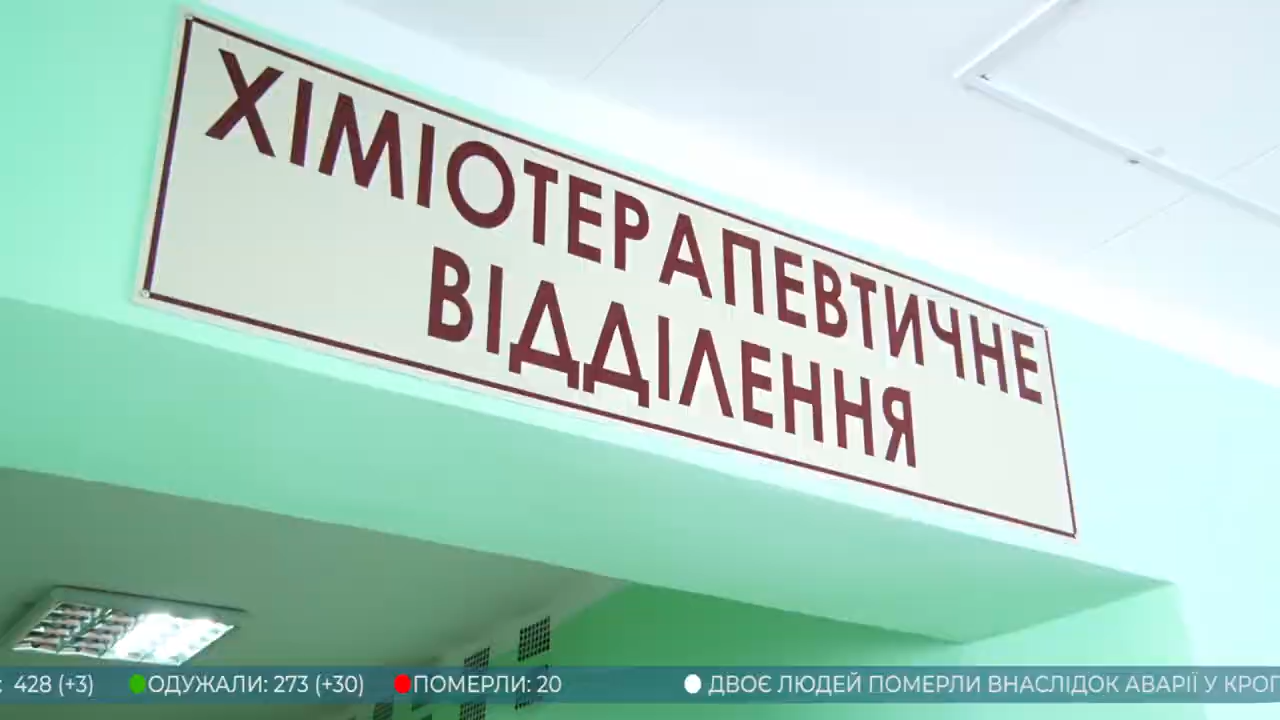 ХІМІОТЕРАПЕВТИЧНЕ
ВІДДІЛЕННЯ
428 (+3) ОДУЖАЛИ: 273 (+30) ПОМЕРЛИ: 20 ДВОЄ ЛЮДЕЙ ПОМЕРЛИ ВНАСЛІДОК АВАРІЇ У